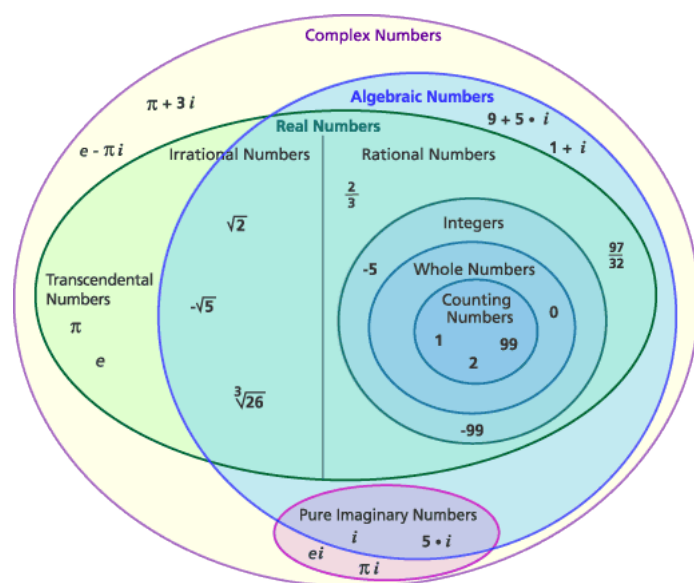 Complex Numbers
Algebraic Numbers
π + 3 i
9 + 5 • i
Real Numbers
e - π i
1 + i
Irrational Numbers
Rational Numbers
2/3
√2
Integers
97/32
-5
Whole Numbers
Transcendental
Numbers
Counting
Numbers
-√5
0
π
1
99
2
e
∛26
-99
Pure Imaginary Numbers
i
5 • i
ei
π i